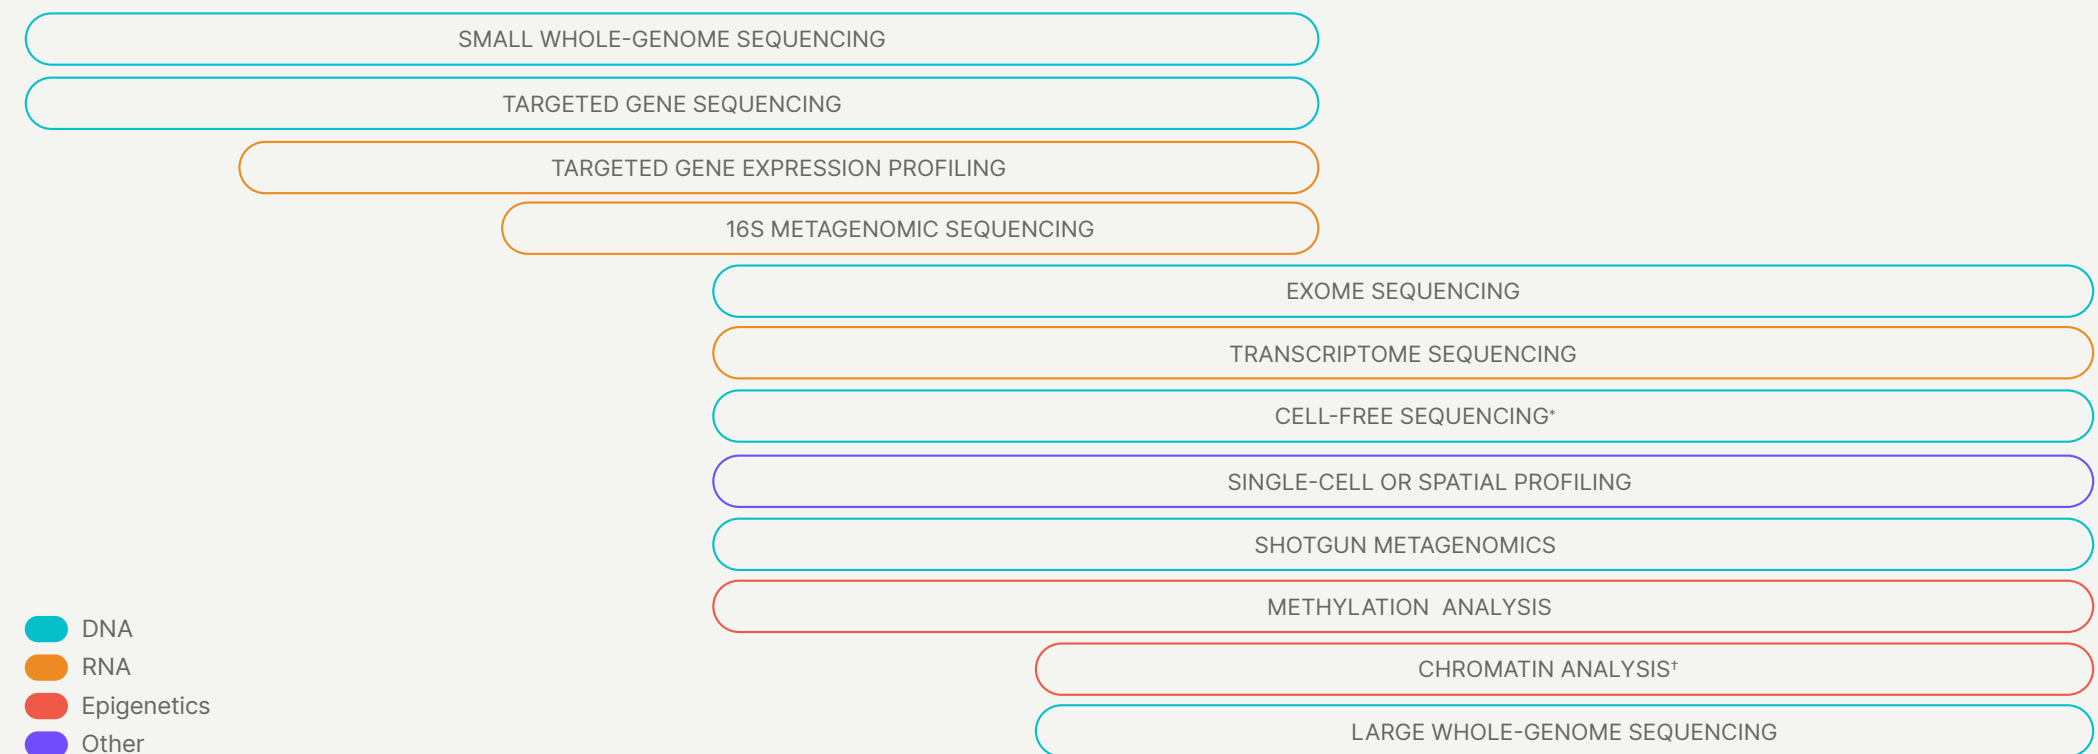 SMALL WHOLE-GENOME SEQUENCING
TARGETED GENE SEQUENCING
TARGETED GENE EXPRESSION PROFILING
16S METAGENOMIC SEQUENCING
EXOME SEQUENCING
TRANSCRIPTOME SEQUENCING
CELL-FREE SEQUENCING*
SINGLE-CELL OR SPATIAL PROFILING
SHOTGUN METAGENOMICS
METHYLATION ANALYSIS
CHROMATIN ANALYSIS†
LARGE WHOLE-GENOME SEQUENCING
DNA
RNA
Epigenetics
Other